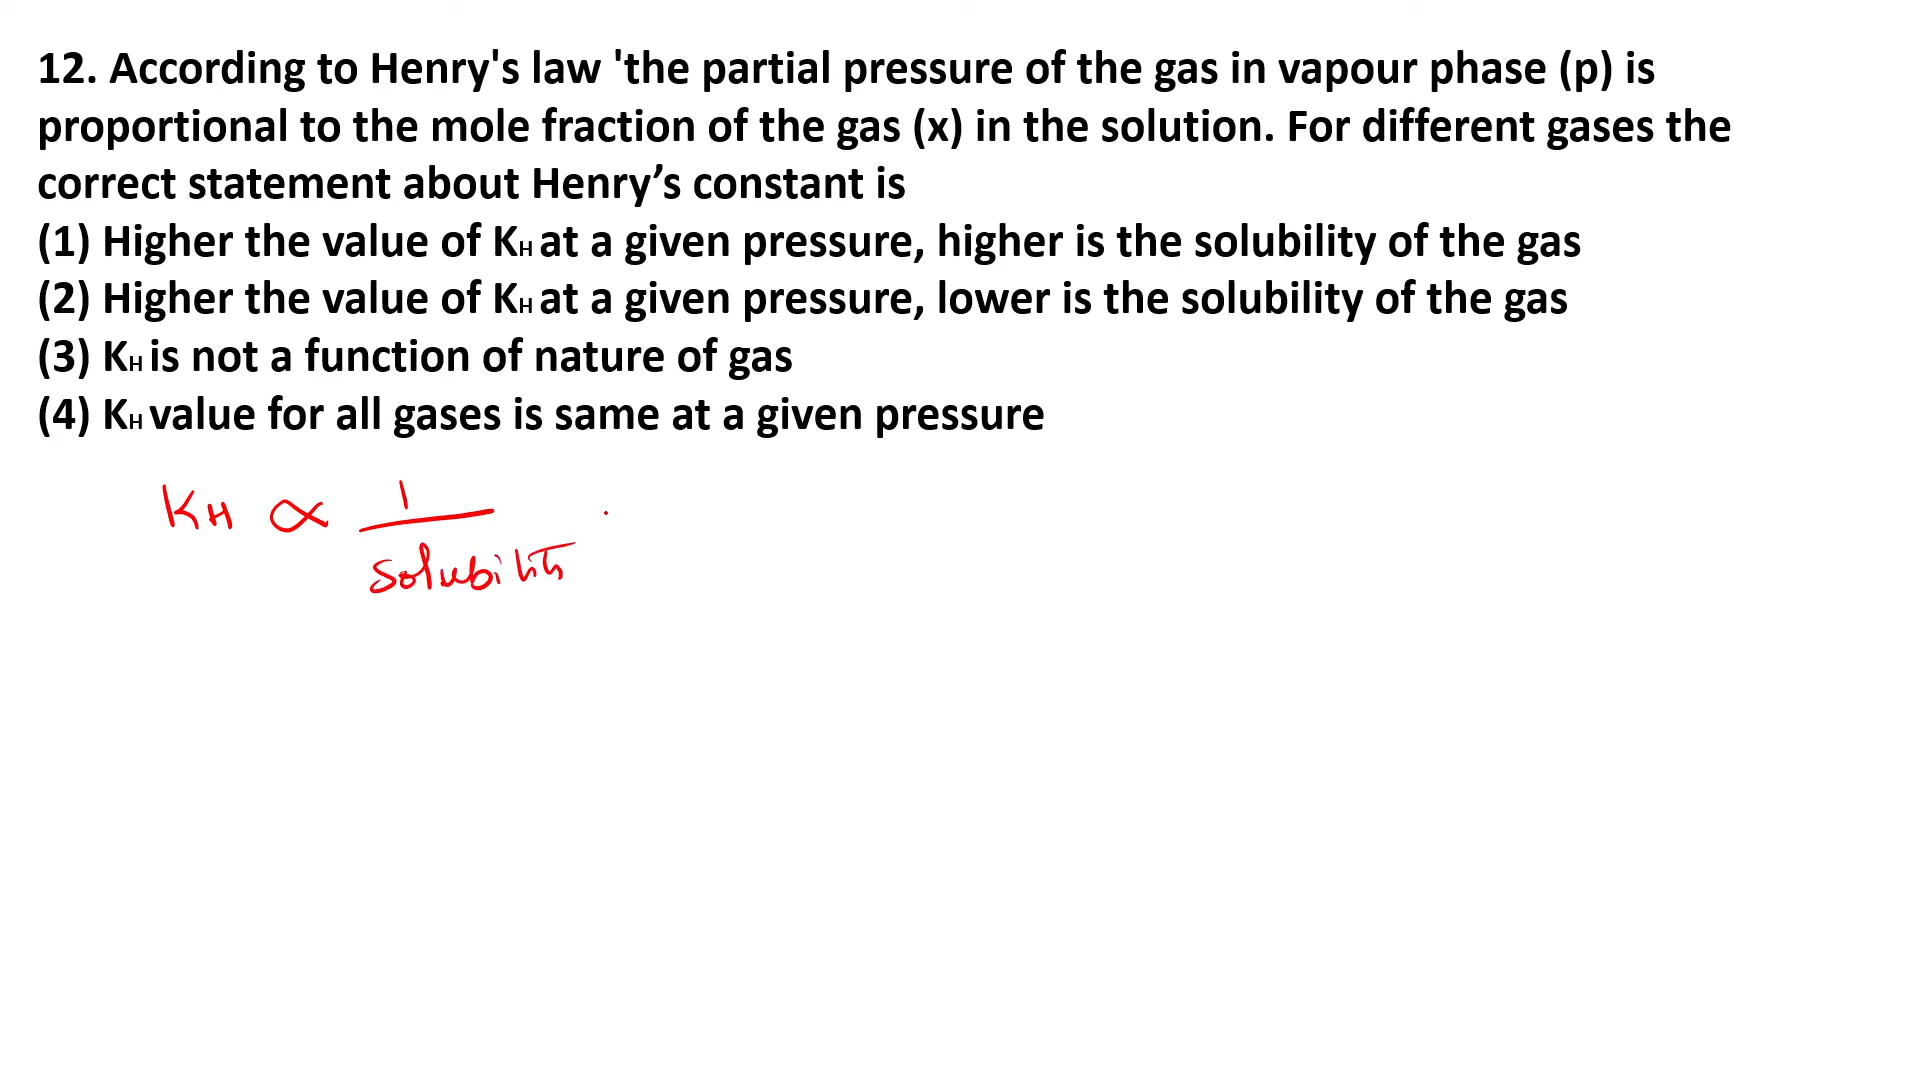 12. According to Henry's law 'the partial pressure of the gas in vapour phase (p) is
proportional to the mole fraction of the gas (x) in the solution. For different gases the
correct statement about Henry’s constant is
(1) Higher the value of KH at a given pressure, higher is the solubility of the gas
(2) Higher the value of KH at a given pressure, lower is the solubility of the gas
(3) KH is not a function of nature of gas
(4) KH value for all gases is same at a given pressure
KH ∝ 1
solubility